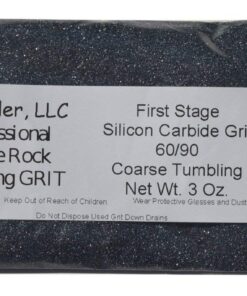 ler, LLC
ssional
e Rock
ng GRIT
First Stage
Silicon Carbide Gri
60/90
Coarse Tumbling
Net Wt. 3 Oz.
Keep Out of Reach of Children
Wear Protective Glasses and Dust
Do Not Dispose Used Grit Down Drains